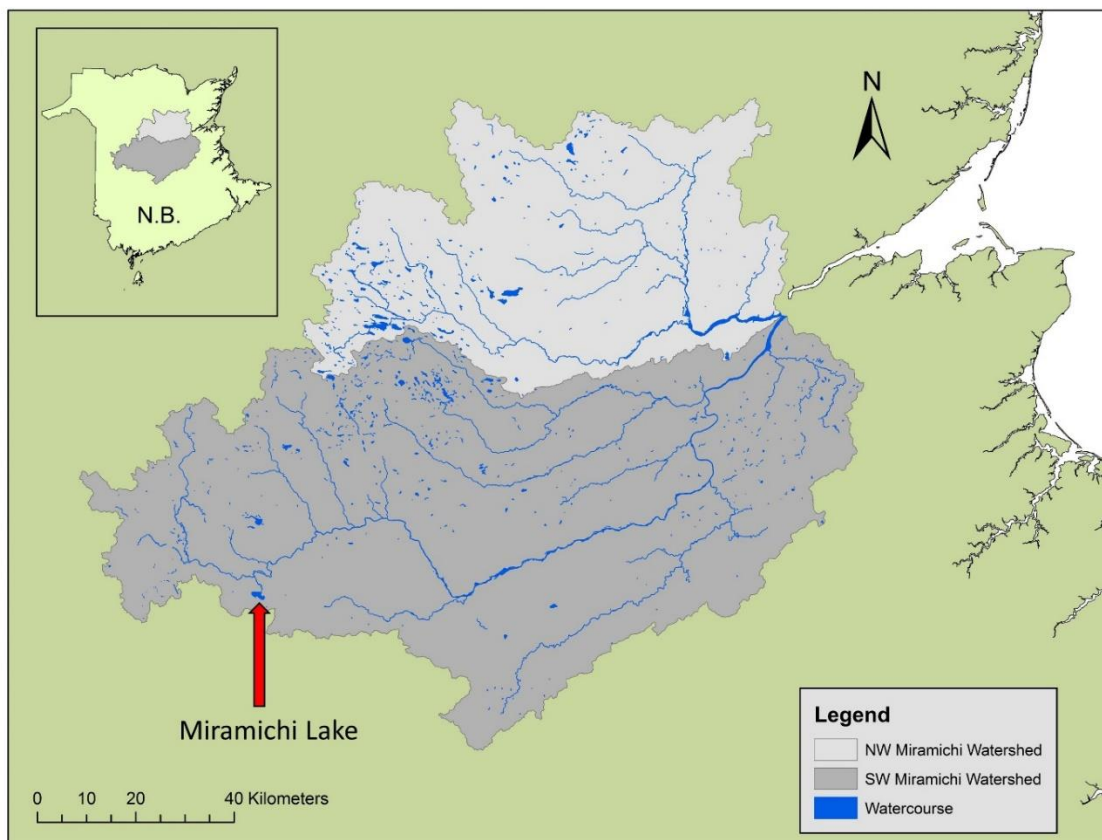 N.B.
N
Miramichi Lake
0 10 20 40 Kilometers
Legend
NW Miramichi Watershed
SW Miramichi Watershed
Watercourse